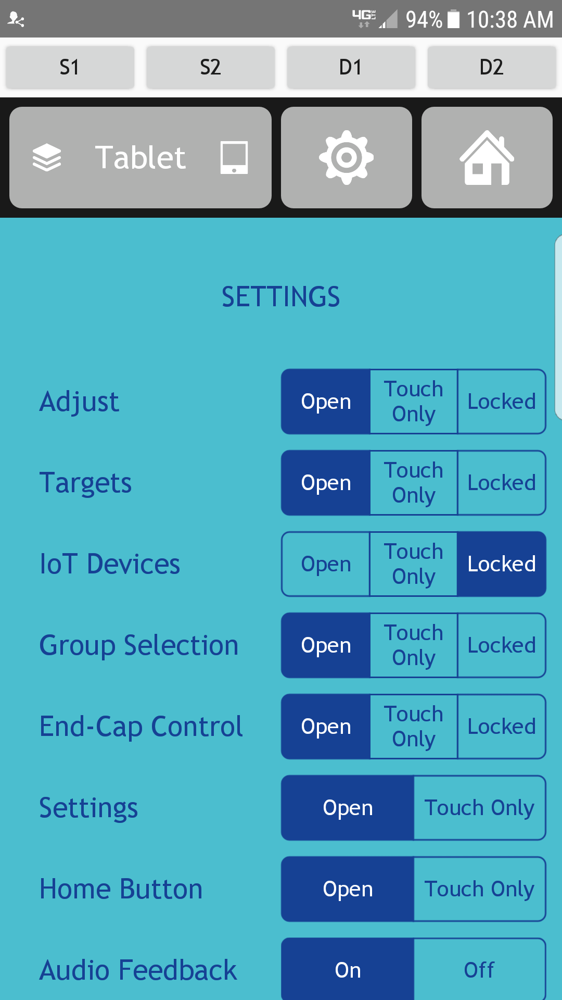 4G LTE 94% 10:38 AM
S1 S2 D1 D2
Tablet
SETTINGS
Adjust Open Touch Only Locked
Targets Open Touch Only Locked
IoT Devices Open Touch Only Locked
Group Selection Open Touch Only Locked
End-Cap Control Open Touch Only Locked
Settings Open Touch Only
Home Button Open Touch Only
Audio Feedback On Off